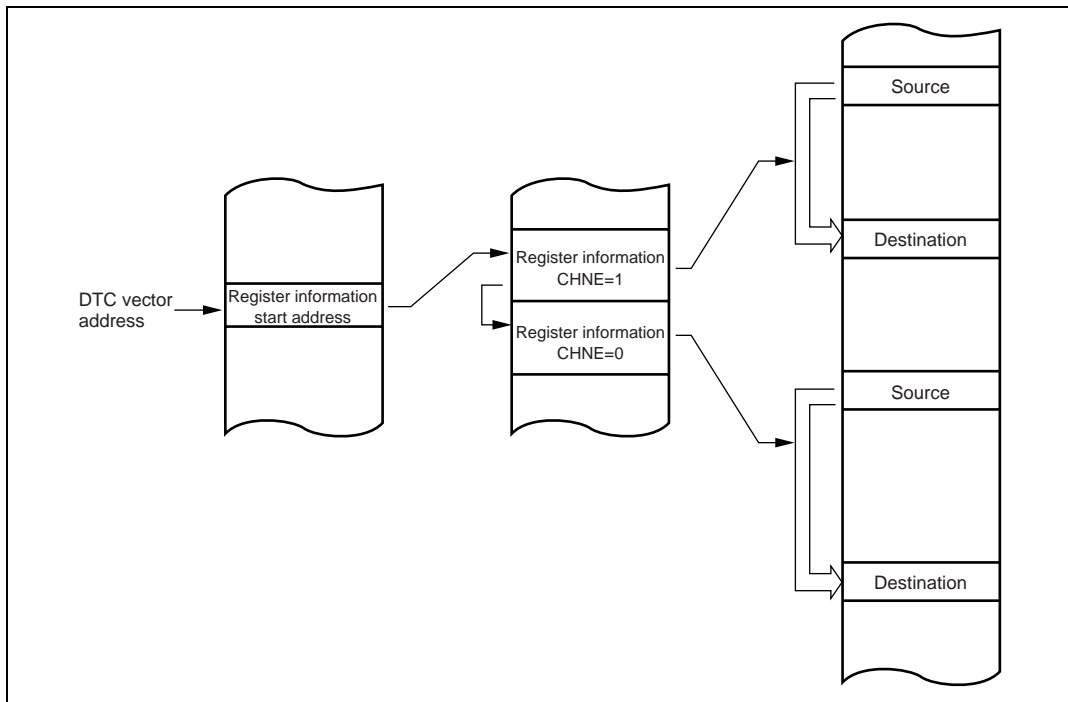 DTC vector
address
Register information
start address
Register information
CHNE=1
Register information
CHNE=0
Source
Destination
Source
Destination